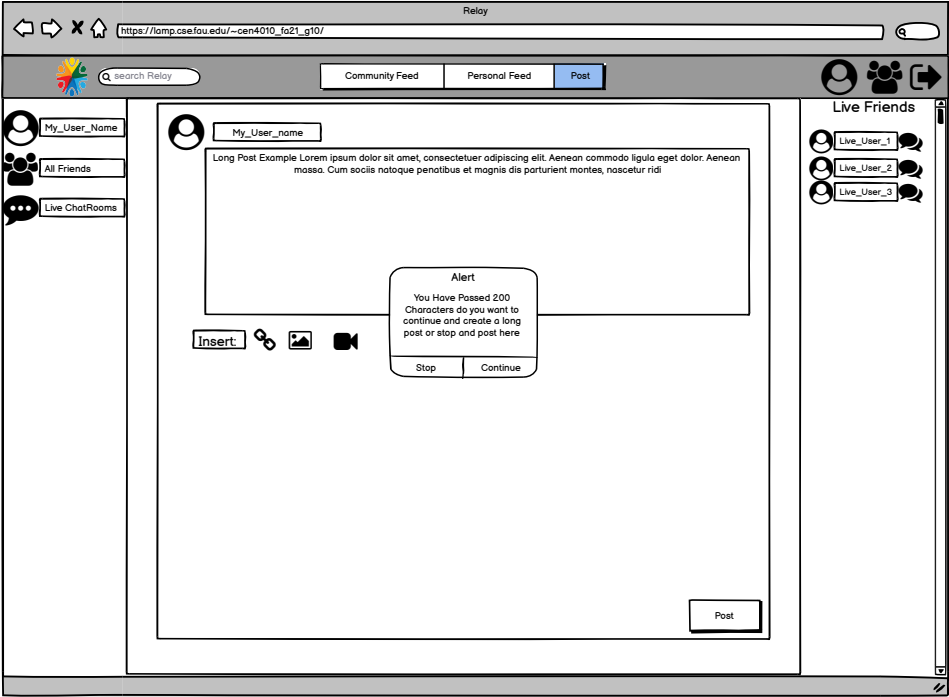 Relay
https://lamp.cse.fau.edu/~cen4010_fa21_g10/
search Relay
Community Feed
Personal Feed
Post
My_User_Name
All Friends
Live ChatRooms
My_User_name
Long Post Example Lorem ipsum dolor sit amet, consectetuer adipiscing elit. Aenean commodo ligula eget dolor. Aenean
massa. Cum sociis natoque penatibus et magnis dis parturient montes, nascetur ridi
Alert
You Have Passed 200
Characters do you want to
continue and create a long
post or stop and post here
Stop
Continue
Insert:
Post
Live Friends
Live_User_1
Live_User_2
Live_User_3